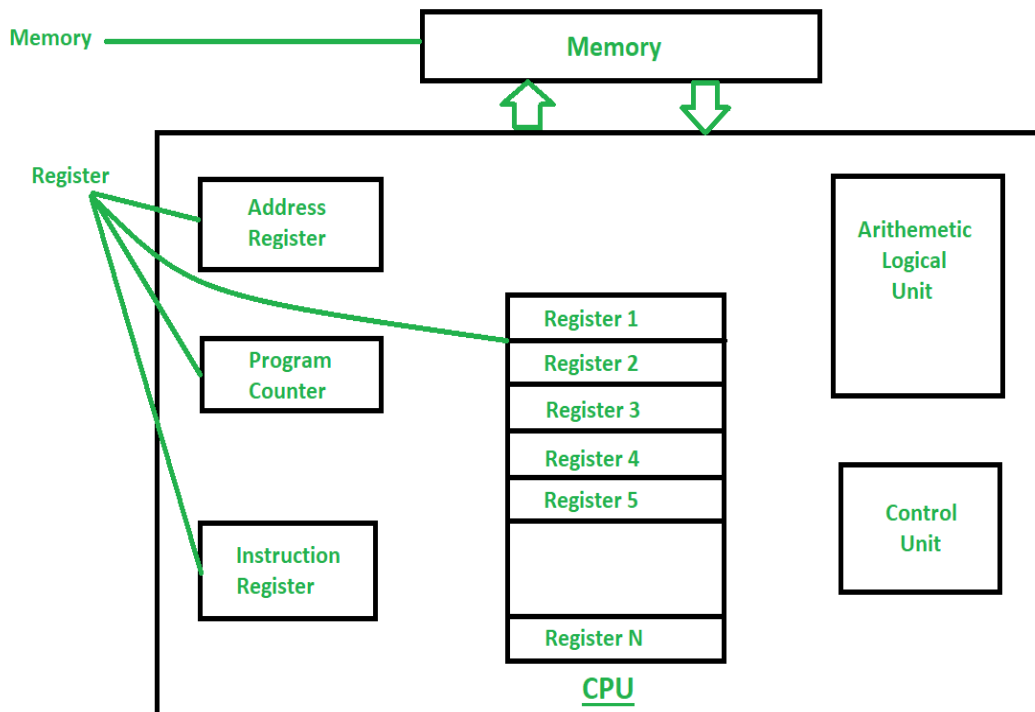 Memory
Memory
Register
Address
Register
Program
Counter
Instruction
Register
Register 1
Register 2
Register 3
Register 4
Register 5
Register N
CPU
Arithemetic
Logical
Unit
Control
Unit